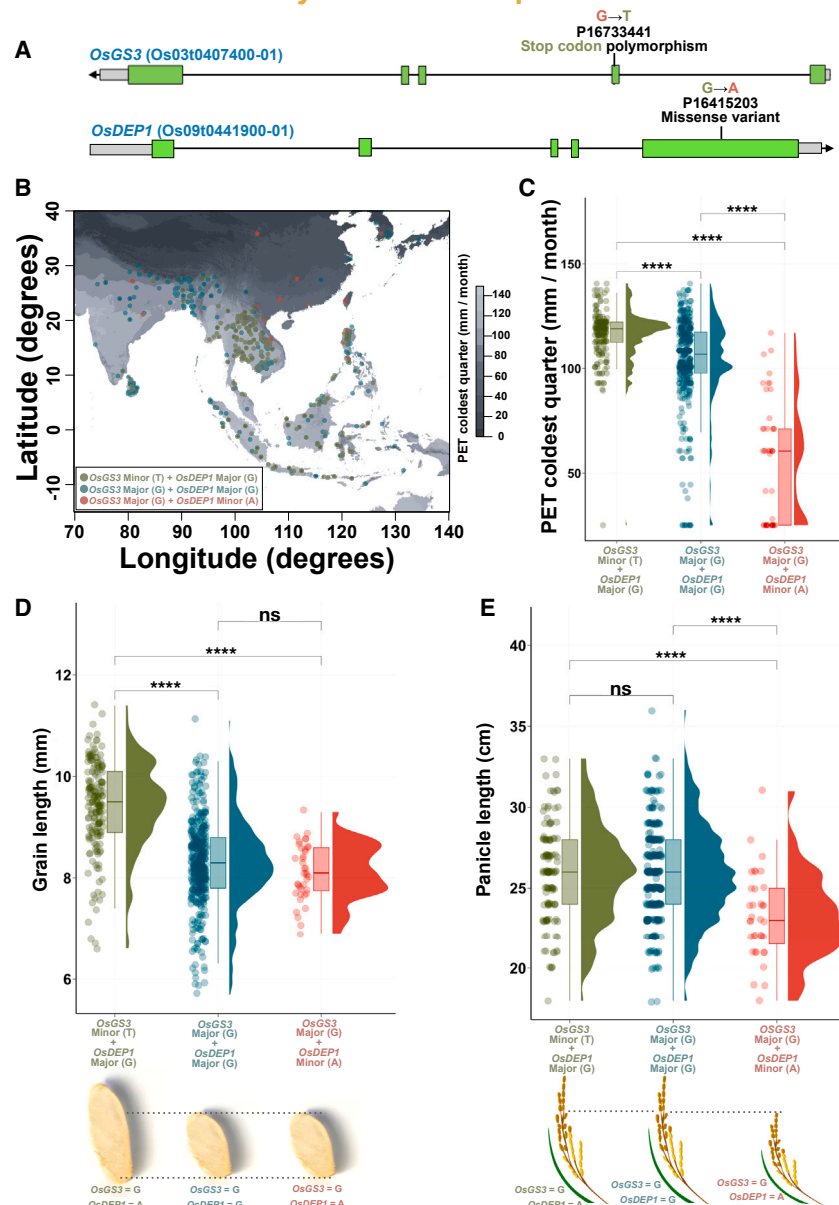 A
G→T
P16733441
Stop codon polymorphism
OsGS3 (Os03t0407400-01)
G→A
P16415203
Missense variant
OsDEP1 (Os09t0441900-01)
B
Latitude (degrees)
40
30
20
10
0
-10
70 80 90 100 110 120 130 140
Longitude (degrees)
OsGS3 Minor (T) + OsDEP1 Major (G)
OsGS3 Major (G) + OsDEP1 Major (G)
OsGS3 Major (G) + OsDEP1 Minor (A)
PET coldest quarter (mm / month)
140
120
100
80
60
40
20
0
C
PET coldest quarter (mm / month)
150
100
50
****
****
****
OsGS3 OsGS3 OsGS3
Minor (T) Major (G) Major (G)
+ + +
OsDEP1 OsDEP1 OsDEP1
Major (G) Major (G) Minor (A)
D
Grain length (mm)
12
10
8
6
ns
****
****
OsGS3 OsGS3 OsGS3
Minor (T) Major (G) Major (G)
+ + +
OsDEP1 OsDEP1 OsDEP1
Major (G) Major (G) Minor (A)
OsGS3 = G OsGS3 = G OsGS3 = G
OsDEP1 = A OsDEP1 = G OsDEP1 = A
E
Panicle length (cm)
40
35
30
25
20
****
****
ns
OsGS3 OsGS3 OsGS3
Minor (T) Major (G) Major (G)
+ + +
OsDEP1 OsDEP1 OsDEP1
Major (G) Major (G) Minor (A)
OsGS3 = G OsGS3 = G OsGS3 = G
OsDEP1 = G OsDEP1 = A